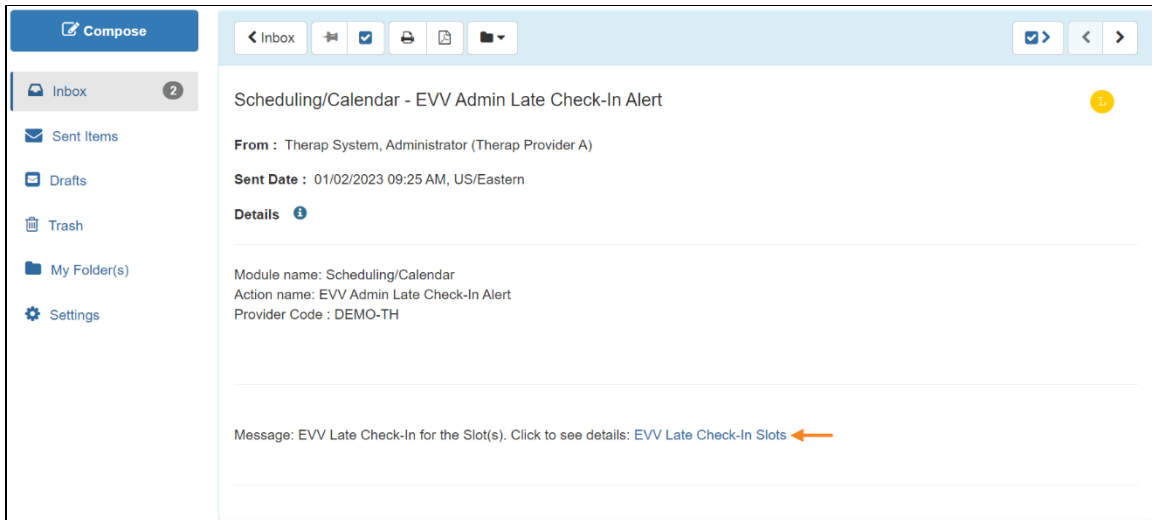 Compose
Inbox
Inbox 2
Sent Items
Drafts
Trash
My Folder(s)
Settings
Scheduling/Calendar - EVV Admin Late Check-In Alert
L
From : Therap System, Administrator (Therap Provider A)
Sent Date : 01/02/2023 09:25 AM, US/Eastern
Details
Module name: Scheduling/Calendar
Action name: EVV Admin Late Check-In Alert
Provider Code : DEMO-TH
Message: EVV Late Check-In for the Slot(s). Click to see details: EVV Late Check-In Slots